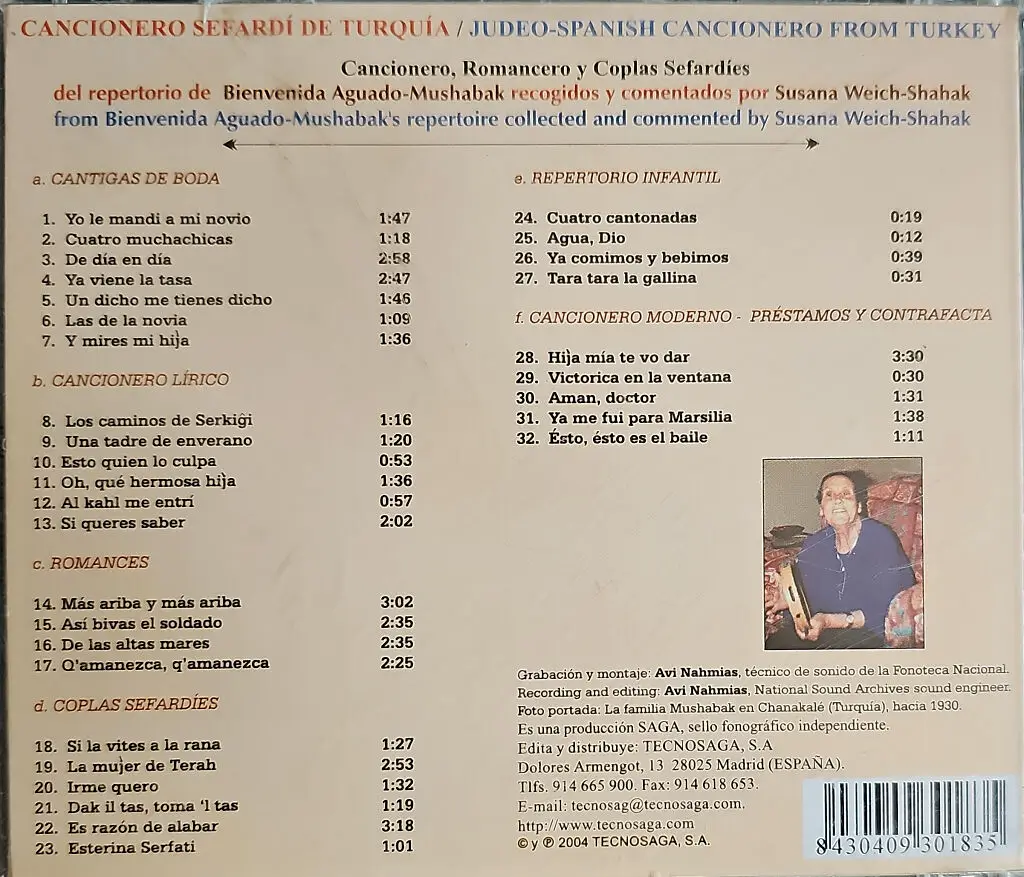 CANCIONERO SEFARDÍ DE TURQUÍA / JUDEO-SPANISH CANCIONERO FROM TURKEY
Cancionero, Romancero y Coplas Sefardíes
del repertorio de Bienvenida Aguado-Mushabak recogidos y comentados por Susana Weich-Shahak
from Bienvenida Aguado-Mushabak's repertoire collected and commented by Susana Weich-Shahak
a. CANTIGAS DE BODA
1. Yo le mandi a mi novio 1:47
2. Cuatro muchachicas 1:18
3. De día en día 2:58
4. Ya viene la tasa 2:47
5. Un dicho me tienes dicho 1:46
6. Las de la novia 1:09
7. Y mires mi hija 1:36
b. CANCIONERO LÍRICO
8. Los caminos de Serkiĝi 1:16
9. Una tadre de enverano 1:20
10. Esto quien lo culpa 0:53
11. Oh, qué hermosa hija 1:36
12. Al kahl me entrí 0:57
13. Si queres saber 2:02
c. ROMANCES
14. Más ariba y más ariba 3:02
15. Así bivas el soldado 2:35
16. De las altas mares 2:35
17. Q'amanezca, q'amanezca 2:25
d. COPLAS SEFARDÍES
18. Si la vites a la rana 1:27
19. La mujer de Terah 2:53
20. Irme quero 1:32
21. Dak il tas, toma 'l tas 1:19
22. Es razón de alabar 3:18
23. Esterina Serfati 1:01
e. REPERTORIO INFANTIL
24. Cuatro cantonadas 0:19
25. Agua, Dio 0:12
26. Ya comimos y bebimos 0:39
27. Tara tara la gallina 0:31
f. CANCIONERO MODERNO - PRÉSTAMOS Y CONTRAFACTA
28. Hija mía te vo dar 3:30
29. Victorica en la ventana 0:30
30. Aman, doctor 1:31
31. Ya me fui para Marsilia 1:38
32. Ésto, ésto es el baile 1:11
Grabación y montaje: Avi Nahmias, técnico de sonido de la Fonoteca Nacional.
Recording and editing: Avi Nahmias, National Sound Archives sound engineer.
Foto portada: La familia Mushabak en Chanakalé (Turquía), hacia 1930.
Es una producción SAGA, sello fonográfico independiente.
Edita y distribuye: TECNOSAGA, S.A
Dolores Armengot, 13 28025 Madrid (ESPAÑA).
Tlfs. 914 665 900. Fax: 914 618 653.
E-mail: tecnosag@tecnosaga.com.
http://www.tecnosaga.com
© y ℗ 2004 TECNOSAGA, S.A.
8430409301835